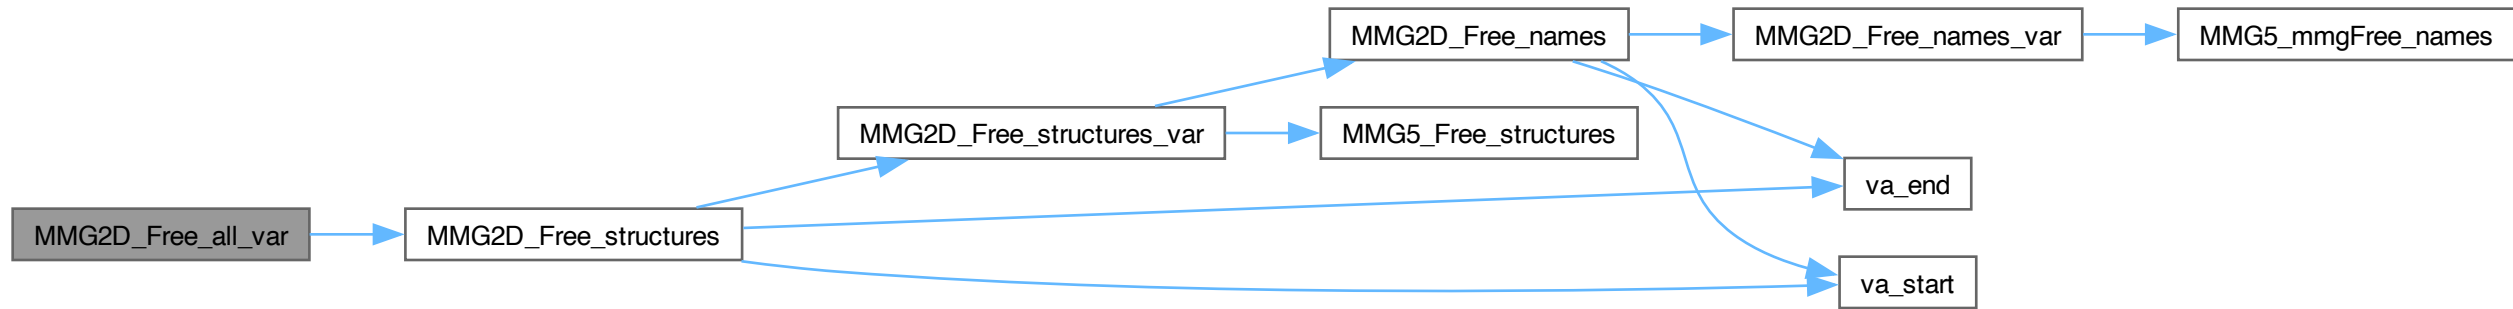 MMG2D_Free_names
MMG2D_Free_names_var
MMG5_mmgFree_names
MMG2D_Free_structures_var
MMG5_Free_structures
va_end
MMG2D_Free_all_var
MMG2D_Free_structures
va_start